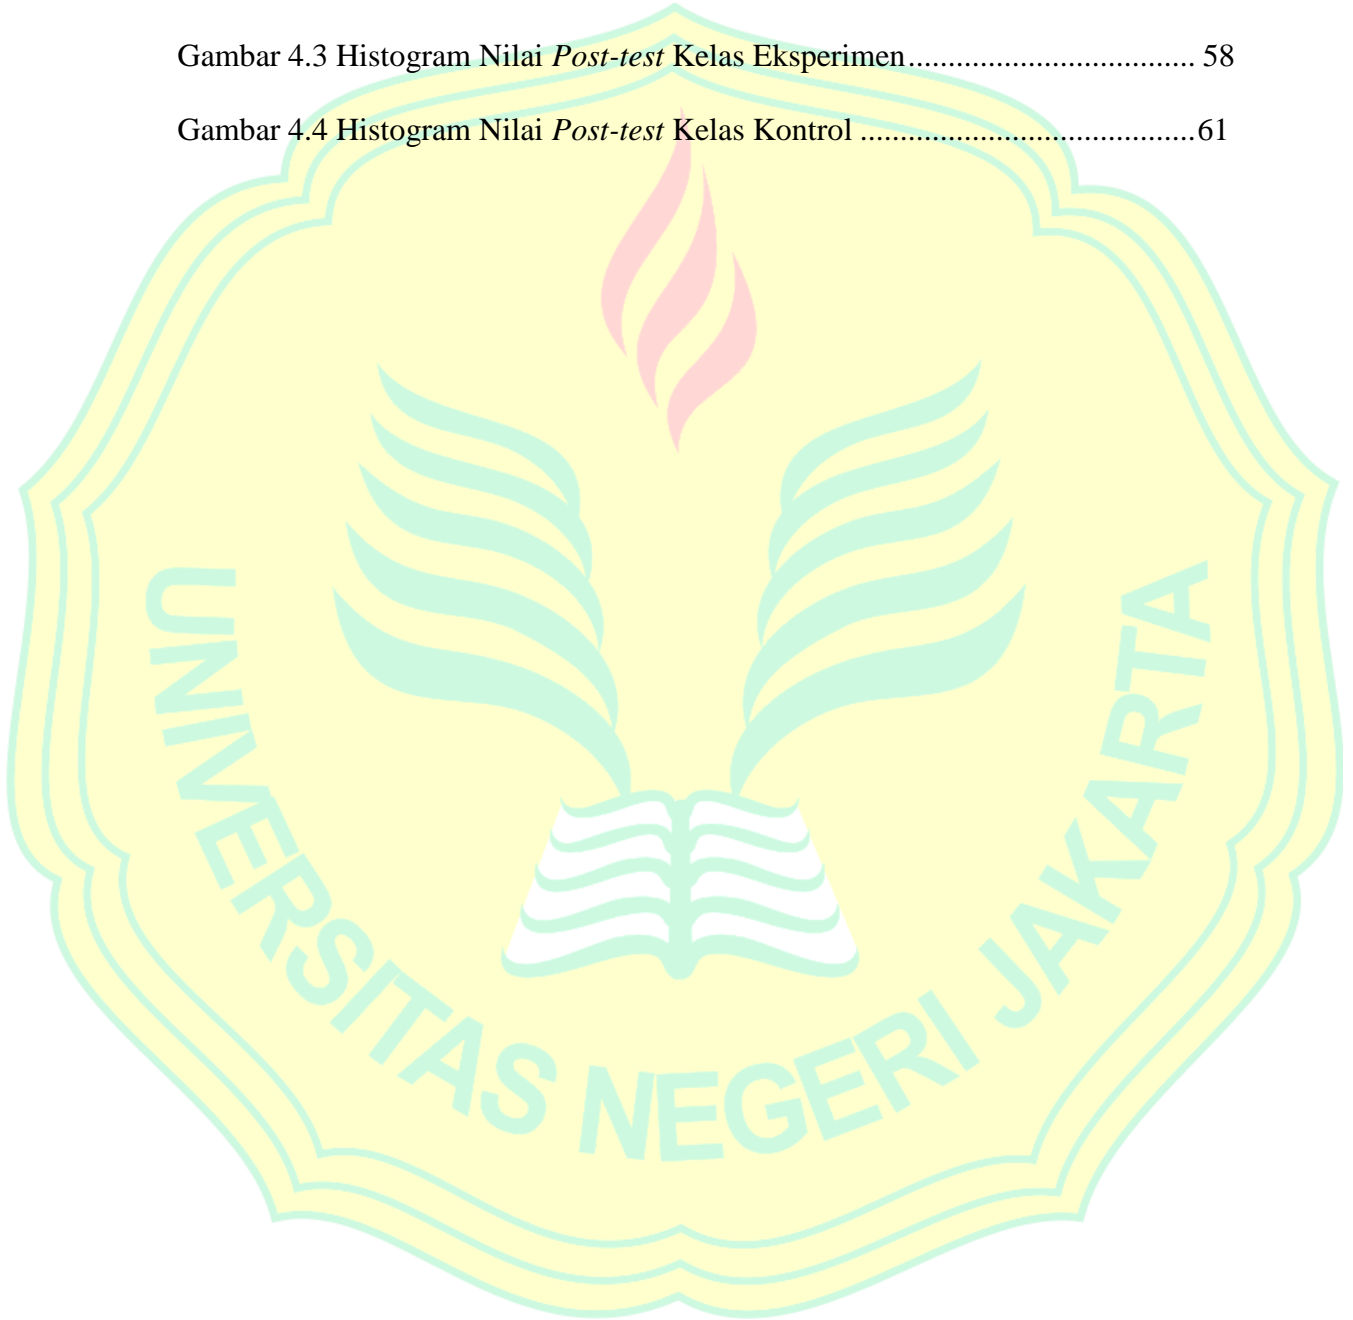 Gambar 4.3 Histogram Nilai Post-test Kelas Eksperimen.................................... 58
Gambar 4.4 Histogram Nilai Post-test Kelas Kontrol ..........................................61
UNIVERSITAS NEGERI JAKARTA